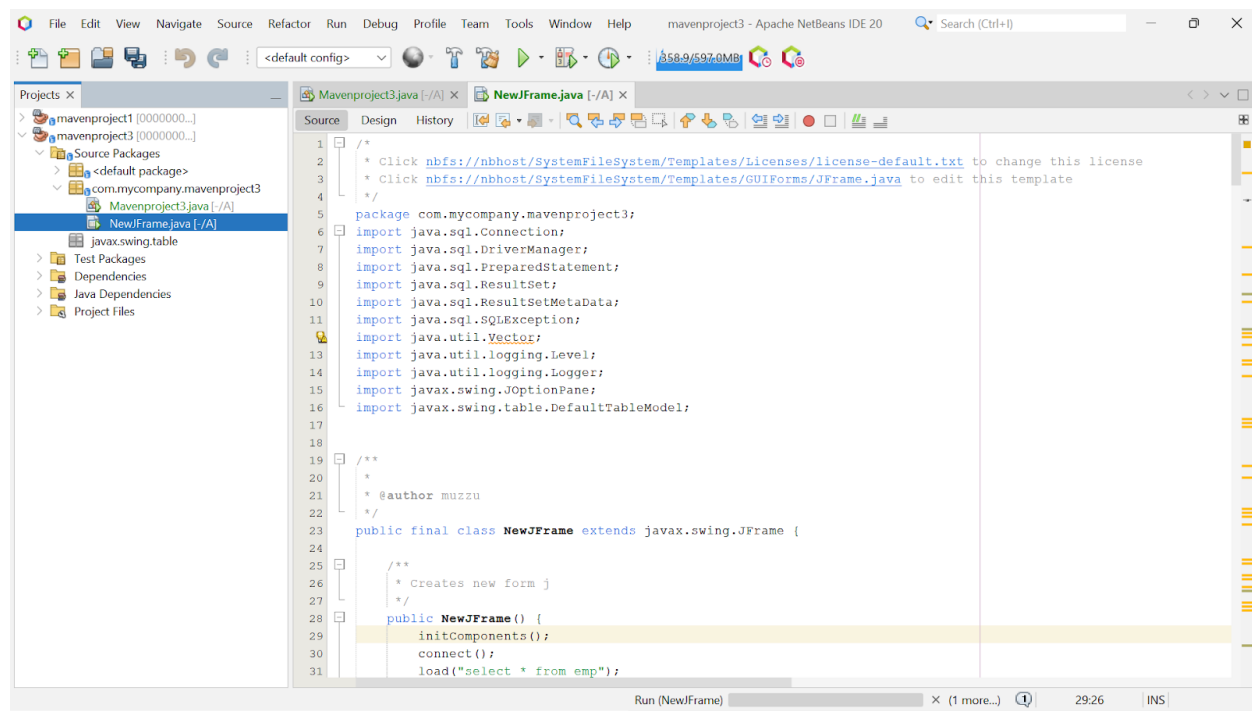 File Edit View Navigate Source Refactor Run Debug Profile Team Tools Window Help mavenproject3 - Apache NetBeans IDE 20 Search (Ctrl+I)
<default config> 358.9/597.0MB
Projects
mavenproject1 [0000000...]
mavenproject3 [0000000...]
Source Packages
<default package>
com.mycompany.mavenproject3
Mavenproject3.java [-/A]
NewJFrame.java [-/A]
javax.swing.table
Test Packages
Dependencies
Java Dependencies
Project Files
Mavenproject3.java [-/A] NewJFrame.java [-/A]
Source Design History
1 /*
2 * Click nbfs://nbhost/SystemFileSystem/Templates/Licenses/license-default.txt to change this license
3 * Click nbfs://nbhost/SystemFileSystem/Templates/GUIForms/JFrame.java to edit this template
4 */
5 package com.mycompany.mavenproject3;
6 import java.sql.Connection;
7 import java.sql.DriverManager;
8 import java.sql.PreparedStatement;
9 import java.sql.ResultSet;
10 import java.sql.ResultSetMetaData;
11 import java.sql.SQLException;
import java.util.Vector;
13 import java.util.logging.Level;
14 import java.util.logging.Logger;
15 import javax.swing.JOptionPane;
16 import javax.swing.table.DefaultTableModel;
17
18
19 /**
20 *
21 * @author muzzu
22 */
23 public final class NewJFrame extends javax.swing.JFrame {
24
25 /**
26 * Creates new form j
27 */
28 public NewJFrame() {
29 initComponents();
30 connect();
31 load("select * from emp");
Run (NewJFrame) (1 more...) 1 29:26 INS